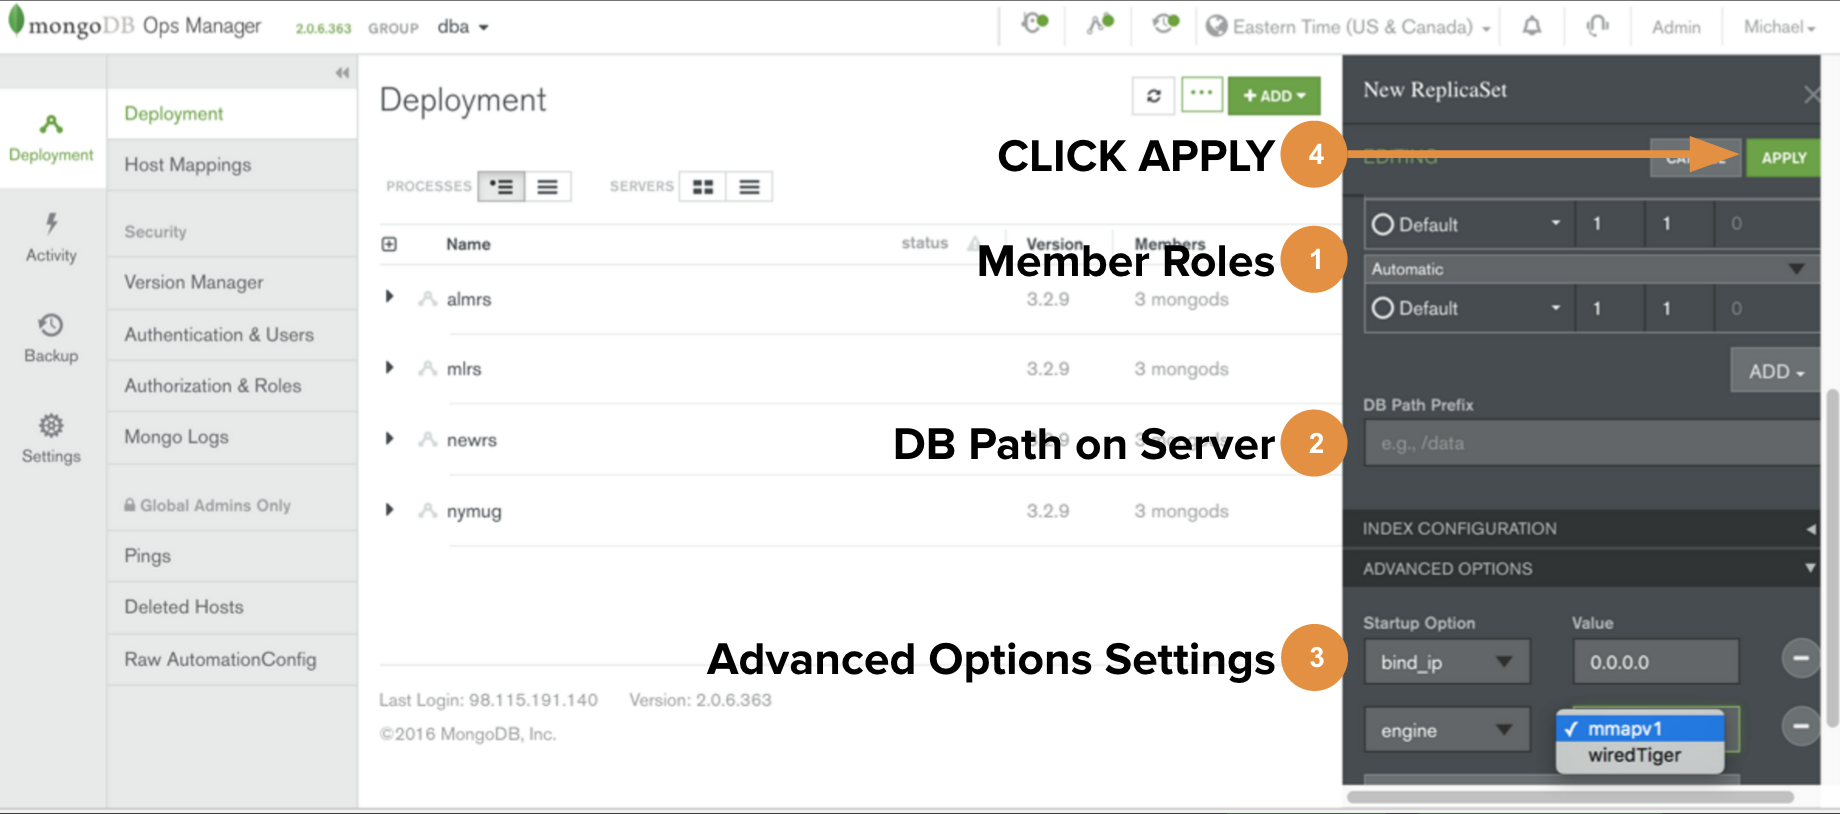 mongoDB Ops Manager 2.0.6.363 GROUP dba
Eastern Time (US & Canada) Admin Michael
Deployment
Activity
Backup
Settings
Deployment
Host Mappings
Security
Version Manager
Authentication & Users
Authorization & Roles
Mongo Logs
Global Admins Only
Pings
Deleted Hosts
Raw AutomationConfig
Deployment
+ ADD
CLICK APPLY 4
PROCESSES SERVERS
Name status Version Members
Member Roles 1
almrs 3.2.9 3 mongods
mlrs 3.2.9 3 mongods
newrs
DB Path on Server 2
nymug 3.2.9 3 mongods
Advanced Options Settings 3
Last Login: 98.115.191.140 Version: 2.0.6.363
©2016 MongoDB, Inc.
New ReplicaSet
EDITING
APPLY
Default 1 1 0
Automatic
Default 1 1 0
ADD
DB Path Prefix
e.g., /data
INDEX CONFIGURATION
ADVANCED OPTIONS
Startup Option Value
bind_ip 0.0.0.0
engine ✓ mmapv1
wiredTiger